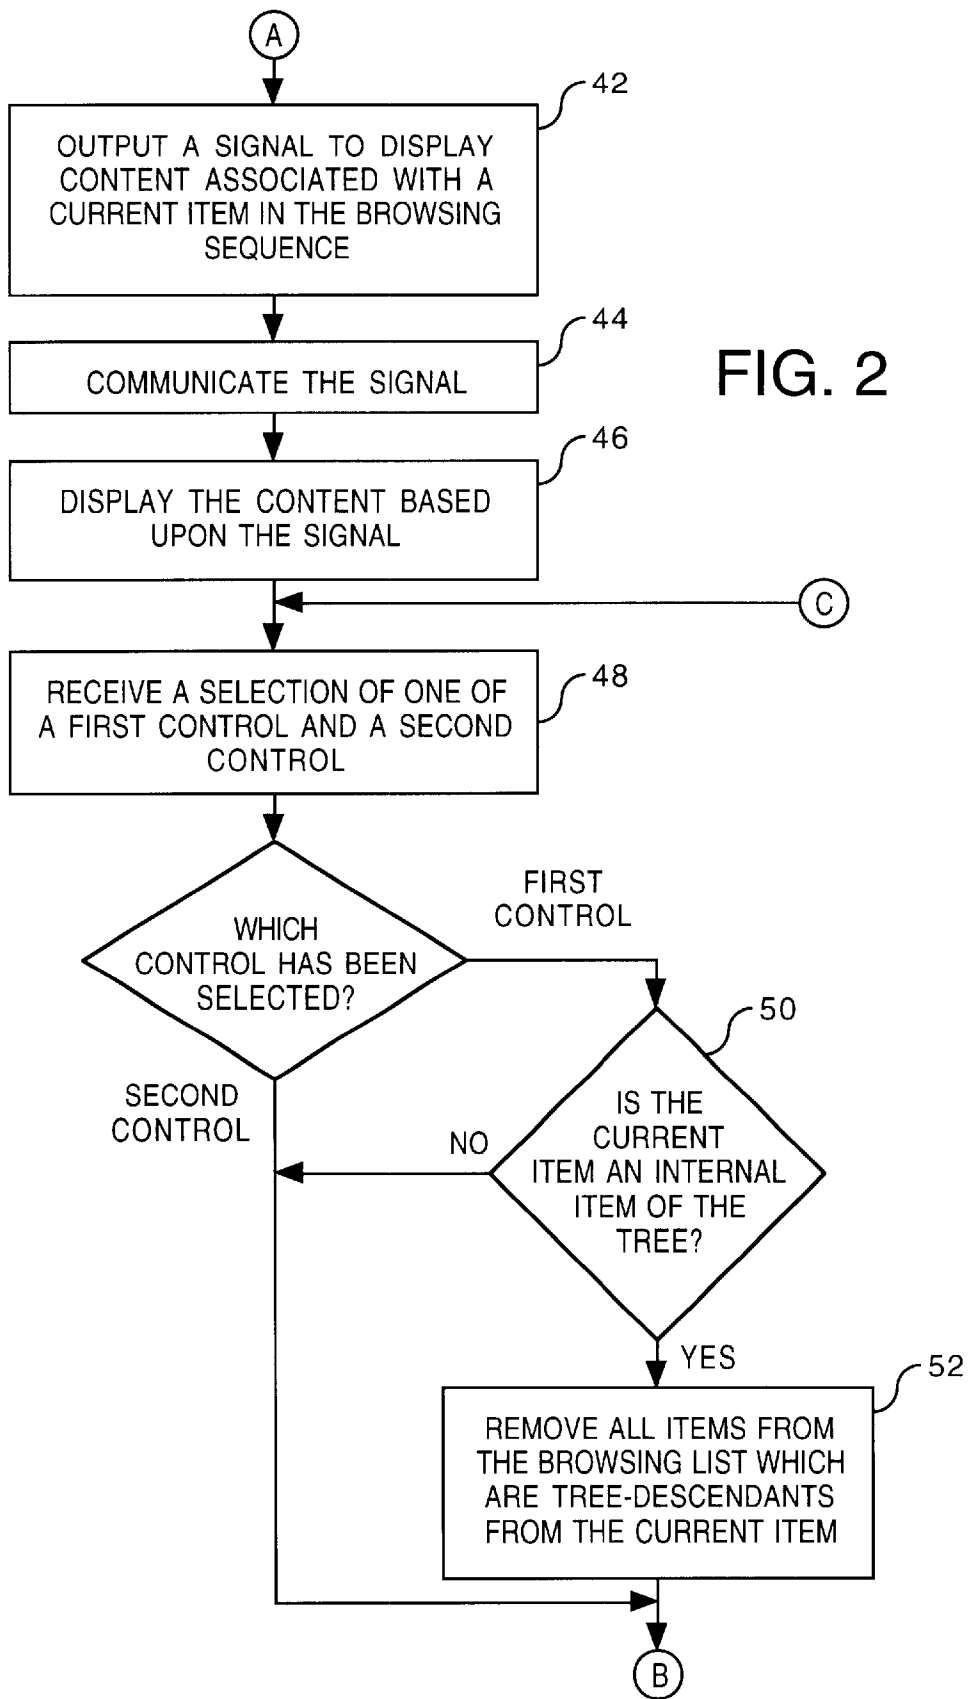 A
42
OUTPUT A SIGNAL TO DISPLAY
CONTENT ASSOCIATED WITH A
CURRENT ITEM IN THE BROWSING
SEQUENCE
44
COMMUNICATE THE SIGNAL
FIG. 2
46
DISPLAY THE CONTENT BASED
UPON THE SIGNAL
C
48
RECEIVE A SELECTION OF ONE OF
A FIRST CONTROL AND A SECOND
CONTROL
WHICH
CONTROL HAS BEEN
SELECTED?
FIRST
CONTROL
50
SECOND
CONTROL
NO
IS THE
CURRENT
ITEM AN INTERNAL
ITEM OF THE
TREE?
YES
52
REMOVE ALL ITEMS FROM
THE BROWSING LIST WHICH
ARE TREE-DESCENDANTS
FROM THE CURRENT ITEM
B